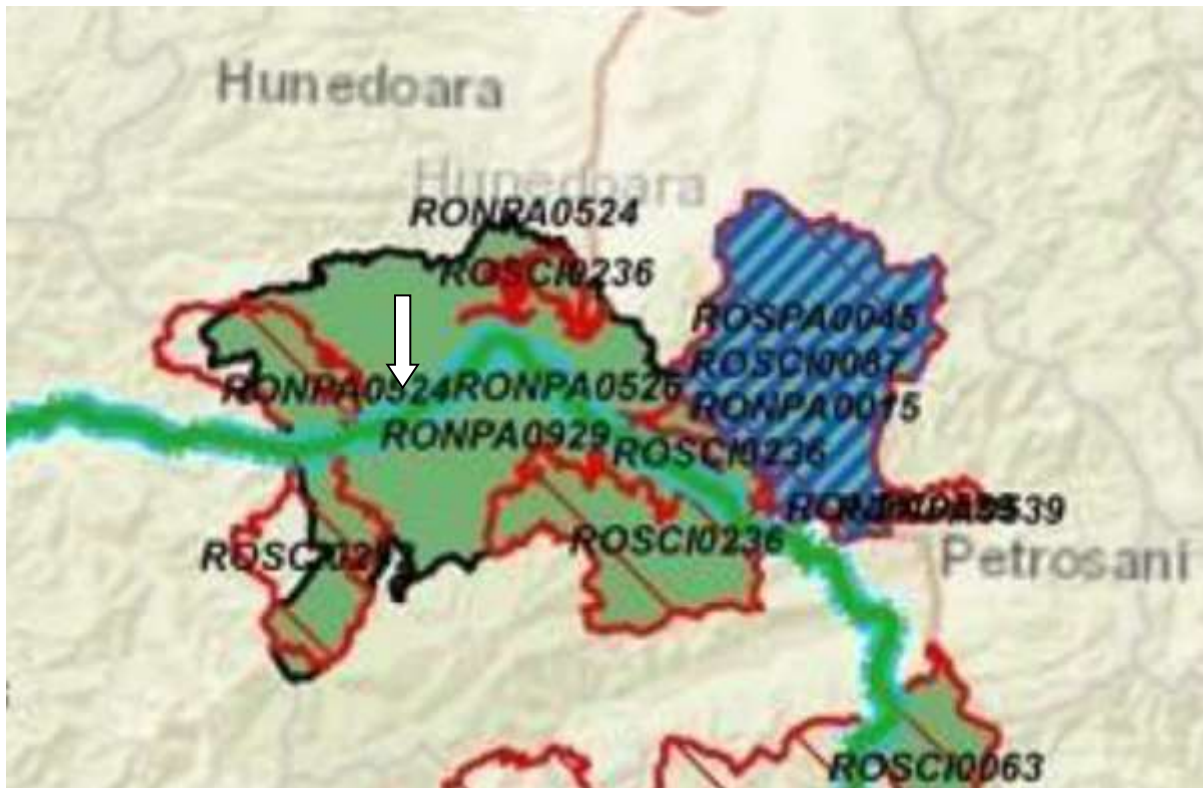 Hunedoara
Hunedoara
RONPA0524
ROSCI0236
ROSPA0045
ROSCI0087
RONPA0524
RONPA0526
RONPA0015
RONPA0929
ROSCI0236
ROSCI0236
Petrosani
ROSCI0063